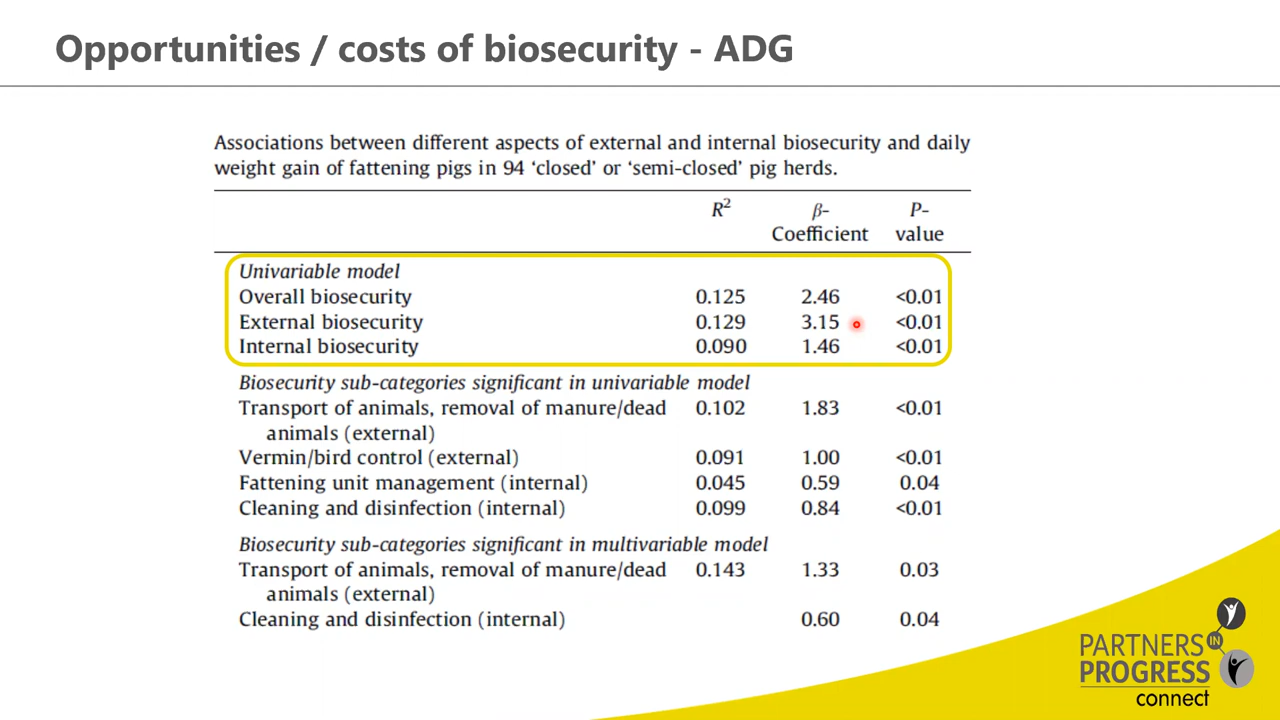 Opportunities / costs of biosecurity - ADG
Associations between different aspects of external and internal biosecurity and daily
weight gain of fattening pigs in 94 ‘closed’ or ‘semi-closed’ pig herds.
R² β- P-
Coefficient value
Univariable model
Overall biosecurity 0.125 2.46 <0.01
External biosecurity 0.129 3.15 <0.01
Internal biosecurity 0.090 1.46 <0.01
Biosecurity sub-categories significant in univariable model
Transport of animals, removal of manure/dead 0.102 1.83 <0.01
animals (external)
Vermin/bird control (external) 0.091 1.00 <0.01
Fattening unit management (internal) 0.045 0.59 0.04
Cleaning and disinfection (internal) 0.099 0.84 <0.01
Biosecurity sub-categories significant in multivariable model
Transport of animals, removal of manure/dead 0.143 1.33 0.03
animals (external)
Cleaning and disinfection (internal) 0.60 0.04
PARTNERS IN
PROGRESS
connect